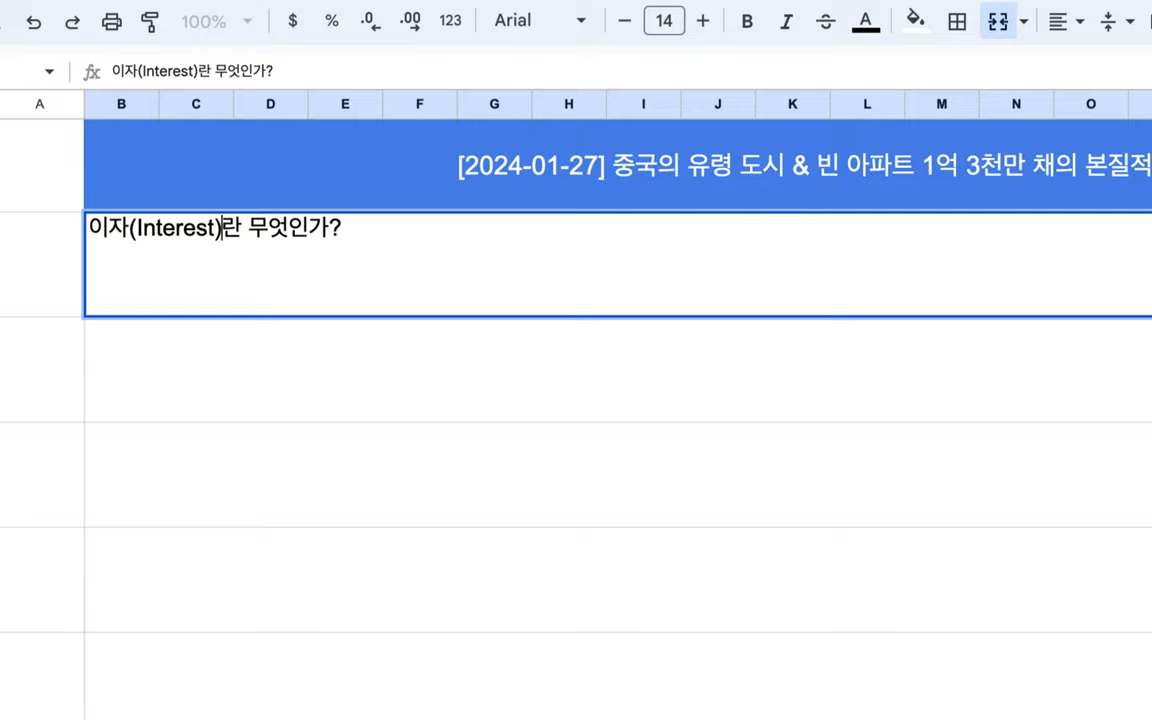 100% $ % .0 .00 123 Arial 14 B I S A
fx 이자(Interest)란 무엇인가?
A B C D E F G H I J K L M N O
[2024-01-27] 중국의 유령 도시 & 빈 아파트 1억 3천만 채의 본질적
이자(Interest)란 무엇인가?